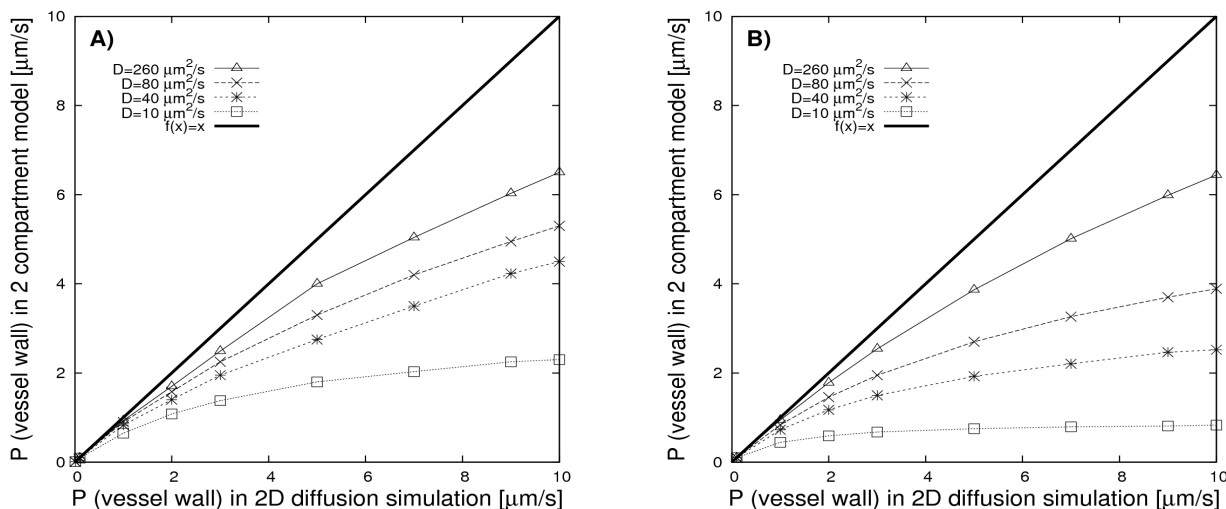 A)
D=260 μm²/s
D=80 μm²/s
D=40 μm²/s
D=10 μm²/s
f(x)=x
10
8
6
4
2
0
0 2 4 6 8 10
P (vessel wall) in 2 compartment model [μm/s]
P (vessel wall) in 2D diffusion simulation [μm/s]
B)
D=260 μm²/s
D=80 μm²/s
D=40 μm²/s
D=10 μm²/s
f(x)=x
10
8
6
4
2
0
0 2 4 6 8 10
P (vessel wall) in 2 compartment model [μm/s]
P (vessel wall) in 2D diffusion simulation [μm/s]